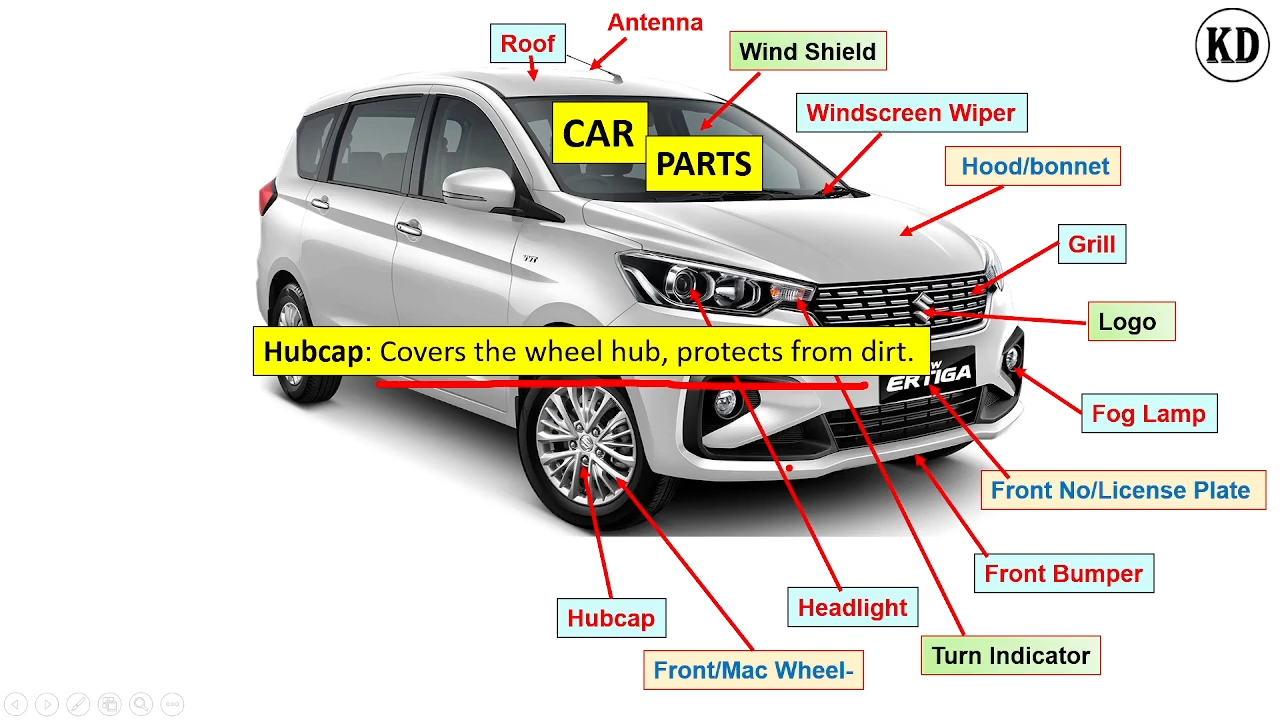 Antenna
Roof
Wind Shield
KD
CAR
PARTS
Windscreen Wiper
Hood/bonnet
Grill
Logo
Hubcap: Covers the wheel hub, protects from dirt.
ERTIGA
Fog Lamp
Front No/License Plate
Front Bumper
Headlight
Hubcap
Turn Indicator
Front/Mac Wheel-